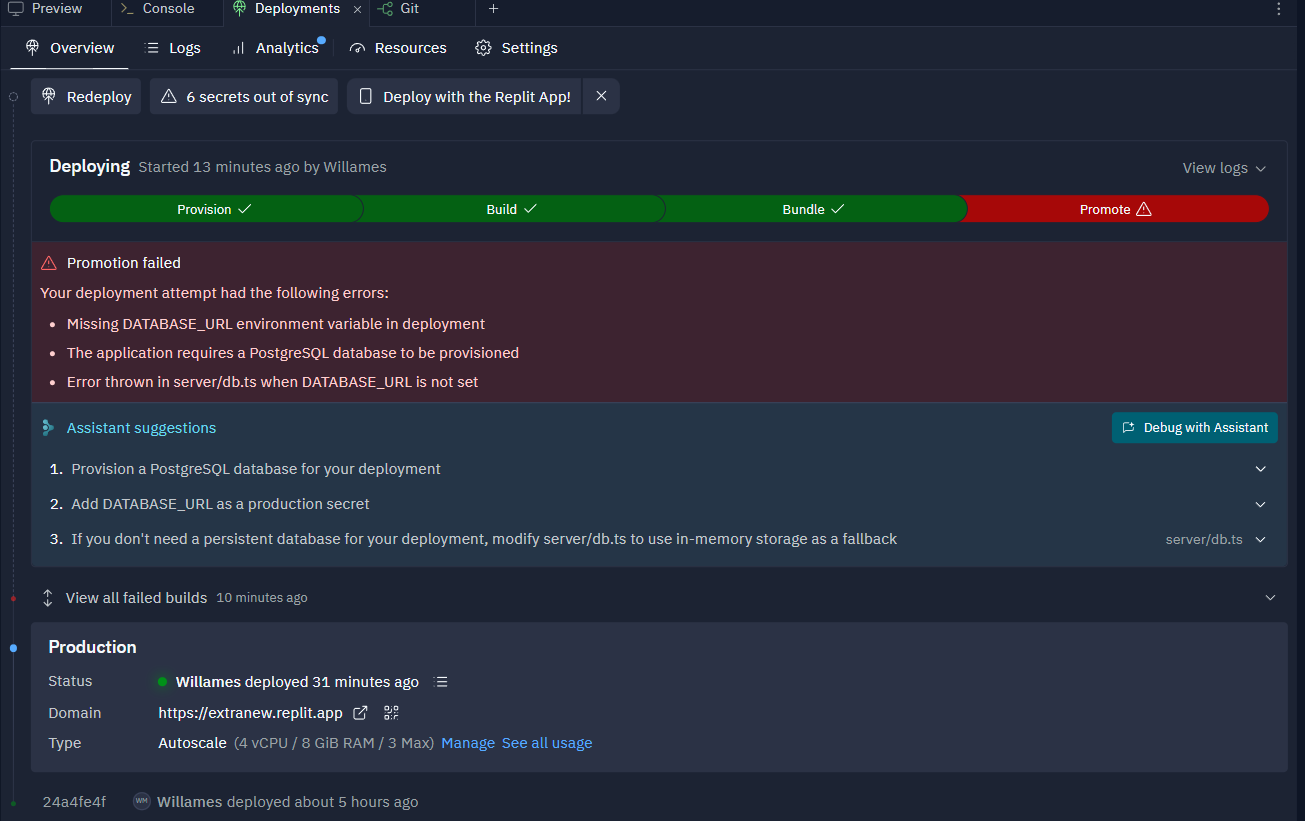 Preview Console Deployments Git
Overview Logs Analytics Resources Settings
Redeploy 6 secrets out of sync Deploy with the Replit App!
Deploying Started 13 minutes ago by Willames View logs
Provision Build Bundle Promote
Promotion failed
Your deployment attempt had the following errors:
• Missing DATABASE_URL environment variable in deployment
• The application requires a PostgreSQL database to be provisioned
• Error thrown in server/db.ts when DATABASE_URL is not set
Assistant suggestions Debug with Assistant
1. Provision a PostgreSQL database for your deployment
2. Add DATABASE_URL as a production secret
3. If you don't need a persistent database for your deployment, modify server/db.ts to use in-memory storage as a fallback server/db.ts
View all failed builds 10 minutes ago
Production
Status Willames deployed 31 minutes ago
Domain https://extranew.replit.app
Type Autoscale (4 vCPU / 8 GiB RAM / 3 Max) Manage See all usage
24a4fe4f WM Willames deployed about 5 hours ago